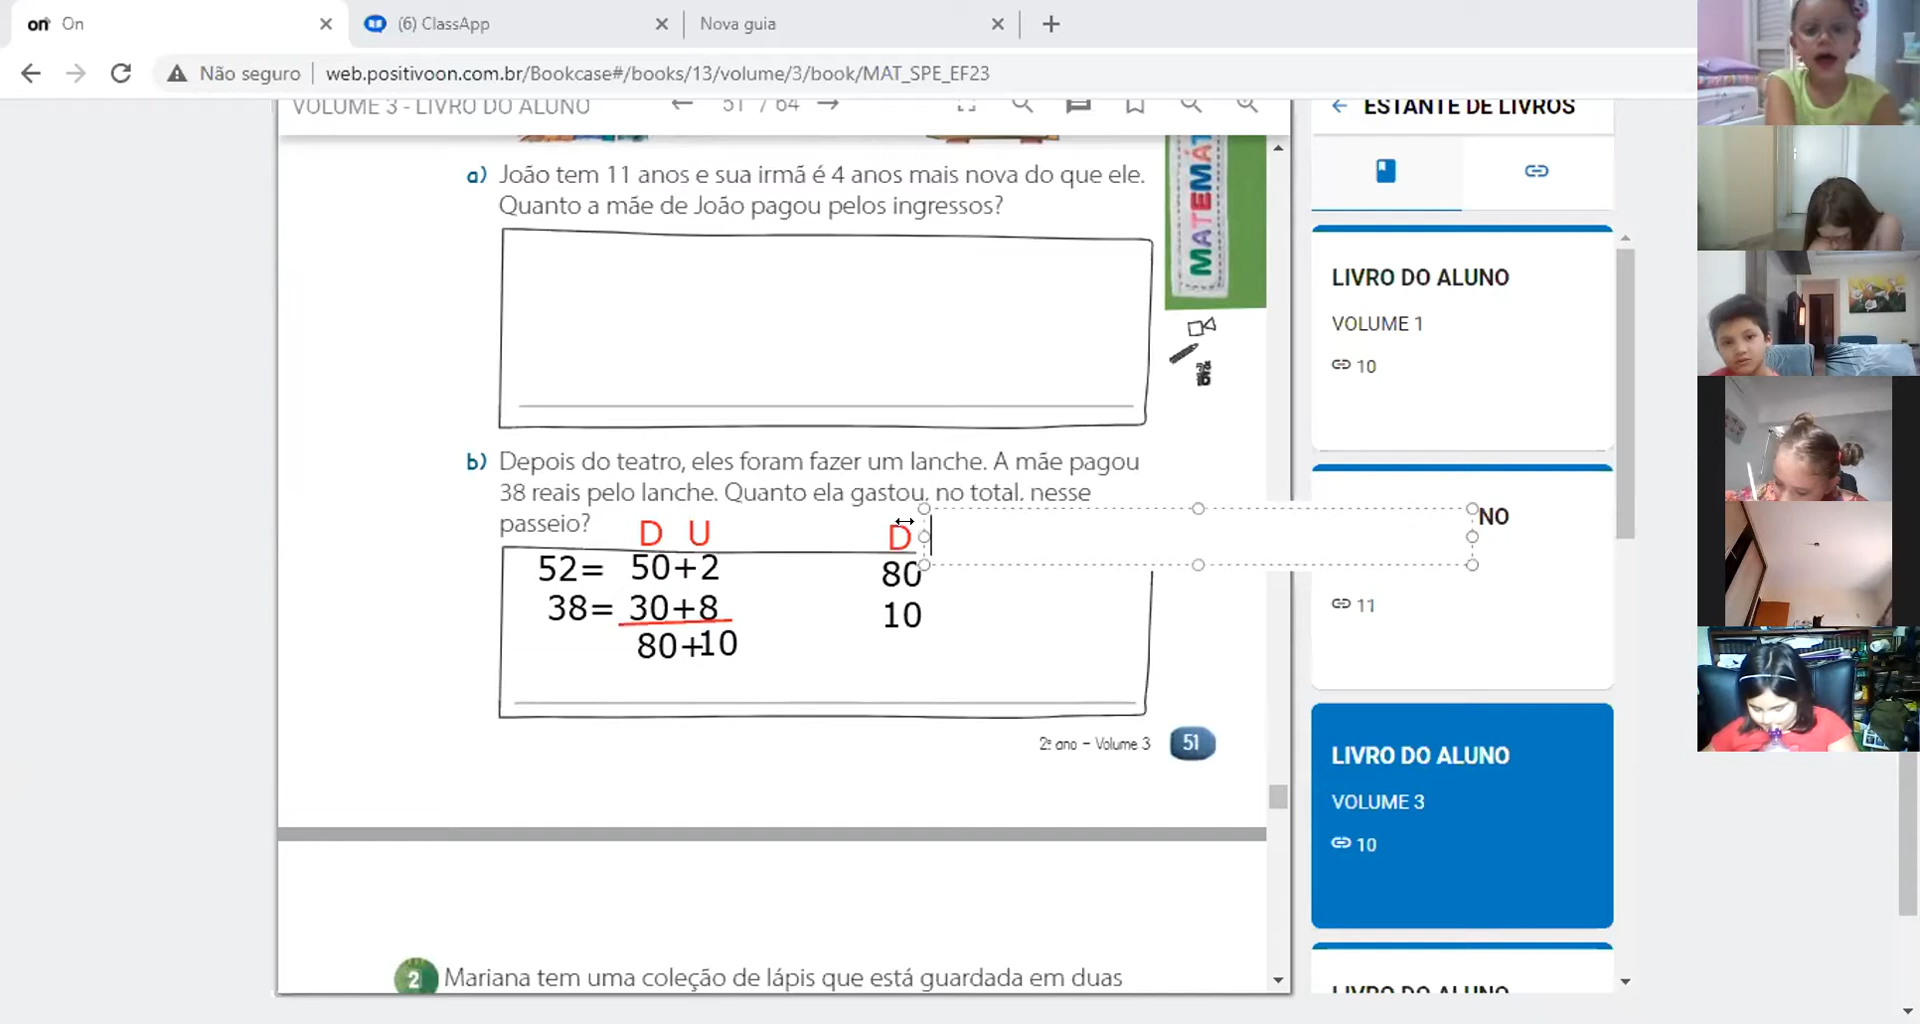 on On
(6) ClassApp
Nova guia
Não seguro
web.positivoon.com.br/Bookcase#/books/13/volume/3/book/MAT_SPE_EF23
VOLUME 3 - LIVRO DO ALUNO
51 / 64
ESTANTE DE LIVROS
MATEMÁT
a) João tem 11 anos e sua irmã é 4 anos mais nova do que ele.
Quanto a mãe de João pagou pelos ingressos?
b) Depois do teatro, eles foram fazer um lanche. A mãe pagou
38 reais pelo lanche. Quanto ela gastou, no total, nesse
passeio?
D U
D
52= 50+2
80
38= 30+8
10
80+10
2º ano – Volume 3
51
2 Mariana tem uma coleção de lápis que está guardada em duas
LIVRO DO ALUNO
VOLUME 1
10
NO
11
LIVRO DO ALUNO
VOLUME 3
10
LIVRO DO ALUNO